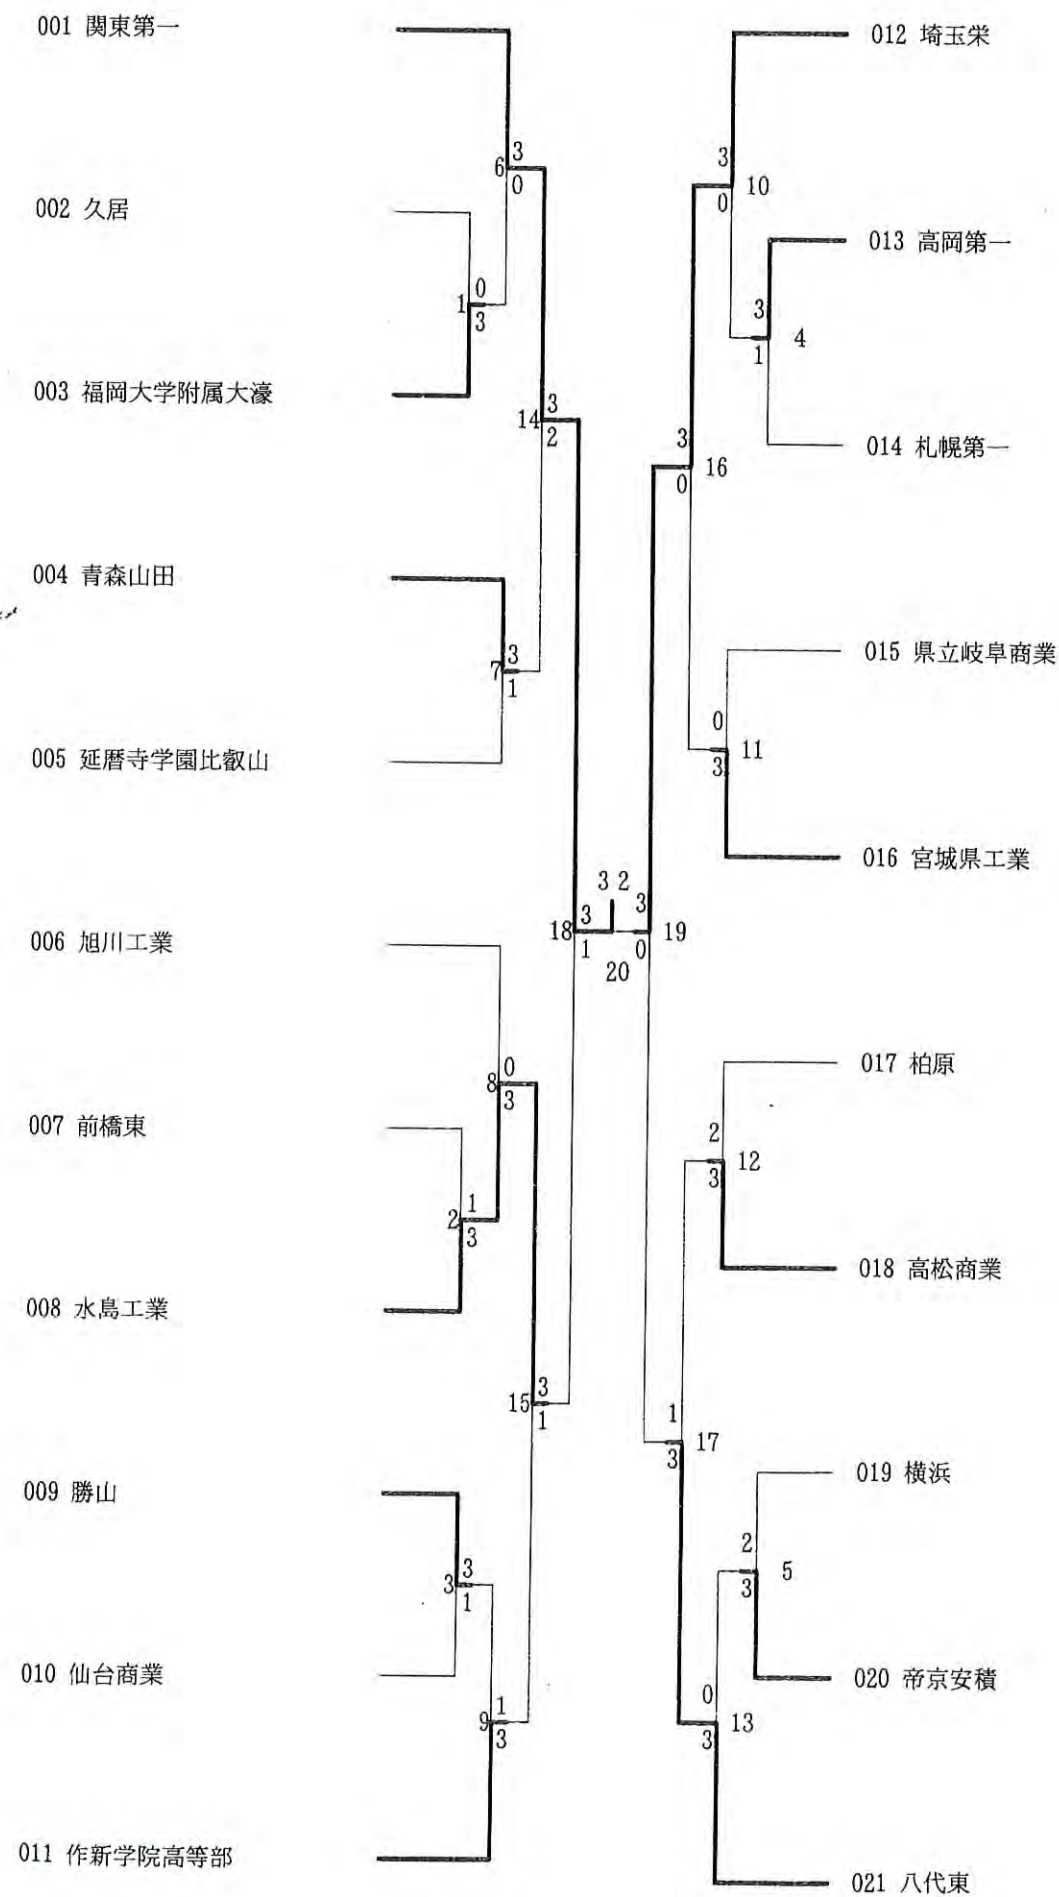 001 関東第一
002 久居
003 福岡大学附属大濠
004 青森山田
005 延暦寺学園比叡山
006 旭川工業
007 前橋東
008 水島工業
009 勝山
010 仙台商業
011 作新学院高等部
6 3 0
1 0 3
14 3 2
7 3 1
18 3 1
8 0 3
2 1 3
15 3 1
3 3 1
9 1 3
3 2
20
012 埼玉栄
013 高岡第一
014 札幌第一
015 県立岐阜商業
016 宮城県工業
017 柏原
018 高松商業
019 横浜
020 帝京安積
021 八代東
3 0 10
3 1 4
3 0 16
0 3 11
3 0 19
2 3 12
1 3 17
2 3 5
0 3 13